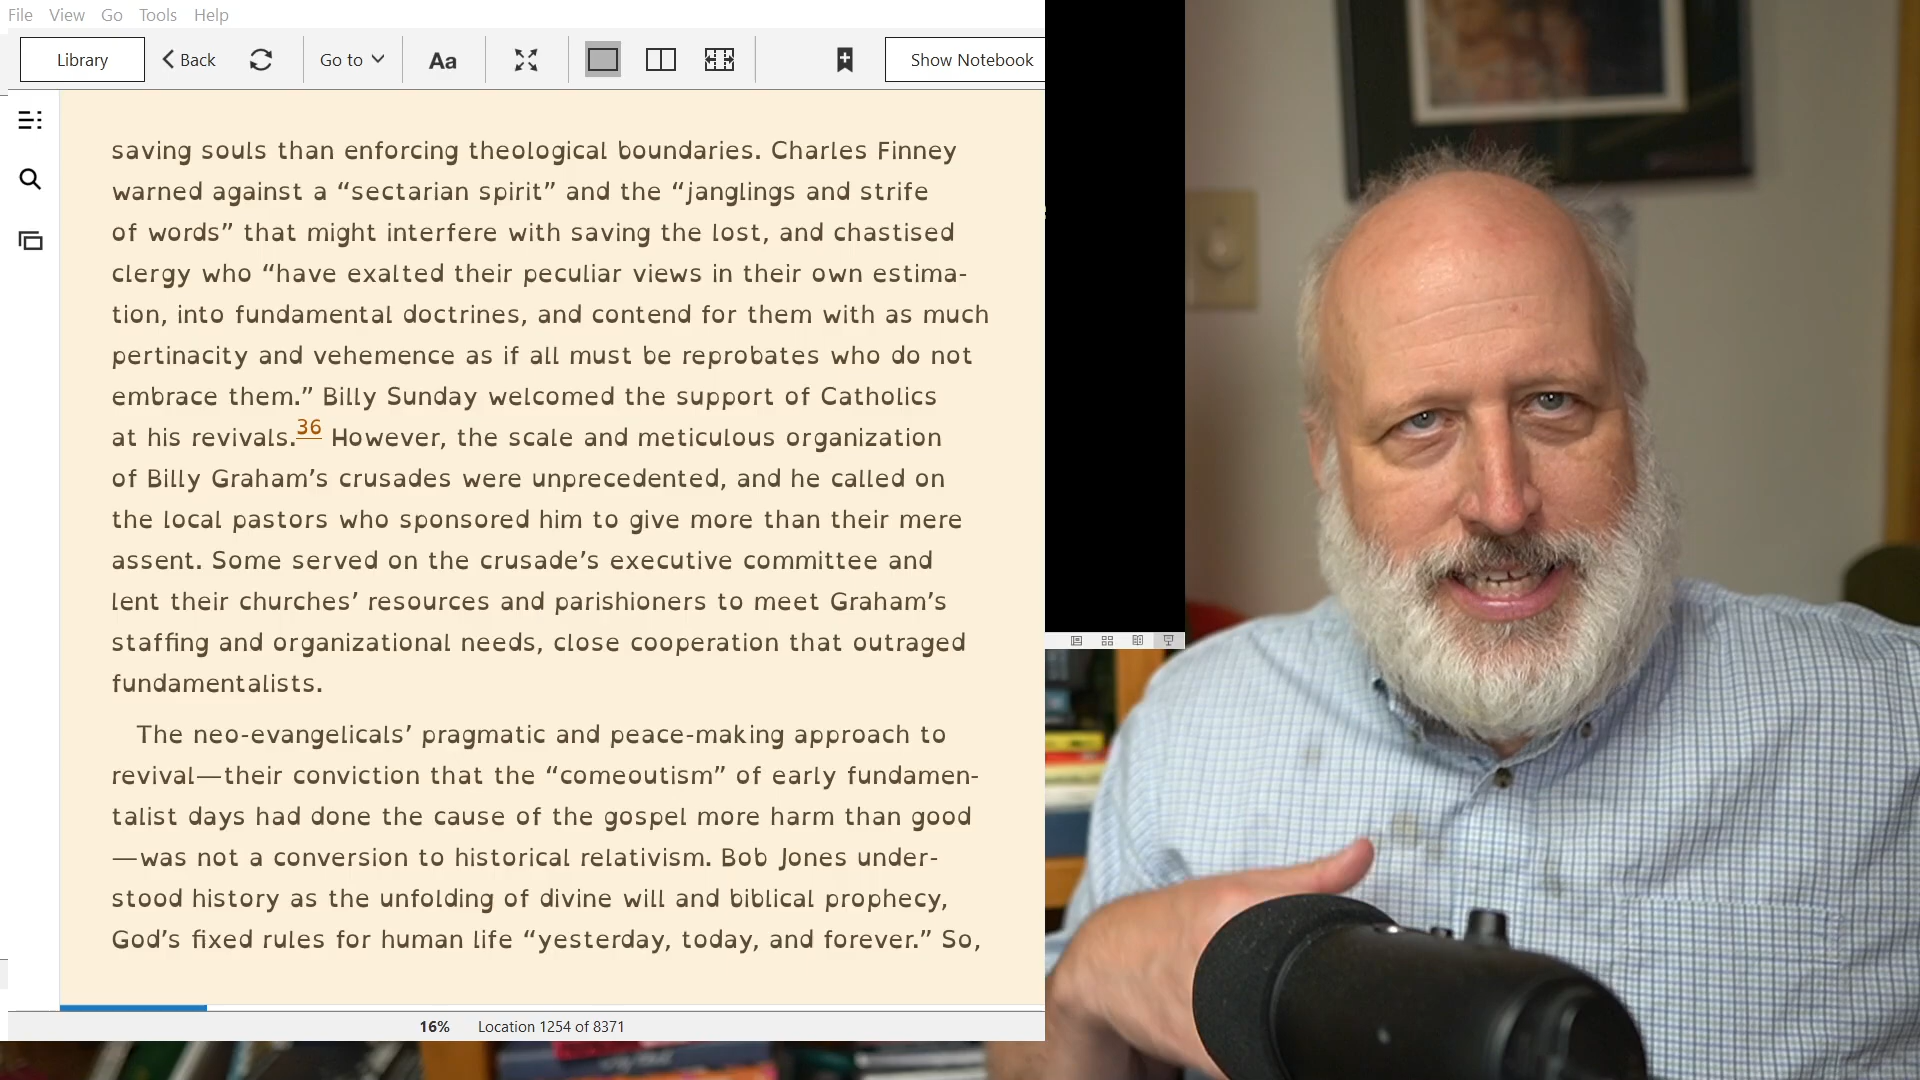 File View Go Tools Help
Library Back Go to Aa Show Notebook
saving souls than enforcing theological boundaries. Charles Finney
warned against a “sectarian spirit” and the “janglings and strife
of words” that might interfere with saving the lost, and chastised
clergy who “have exalted their peculiar views in their own estima-
tion, into fundamental doctrines, and contend for them with as much
pertinacity and vehemence as if all must be reprobates who do not
embrace them.” Billy Sunday welcomed the support of Catholics
at his revivals.36 However, the scale and meticulous organization
of Billy Graham’s crusades were unprecedented, and he called on
the local pastors who sponsored him to give more than their mere
assent. Some served on the crusade’s executive committee and
lent their churches’ resources and parishioners to meet Graham’s
staffing and organizational needs, close cooperation that outraged
fundamentalists.
The neo-evangelicals’ pragmatic and peace-making approach to
revival—their conviction that the “comeoutism” of early fundamen-
talist days had done the cause of the gospel more harm than good
—was not a conversion to historical relativism. Bob Jones under-
stood history as the unfolding of divine will and biblical prophecy,
God’s fixed rules for human life “yesterday, today, and forever.” So,
16% Location 1254 of 8371